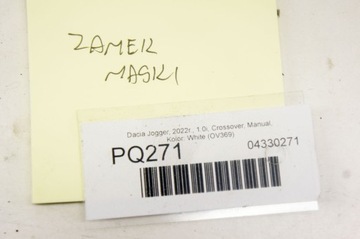 ZAMEK
MASKI
Dacia Jogger, 2022r., 1.0i, Crossover, Manual,
Kolor: White (OV369)
PQ271
04330271